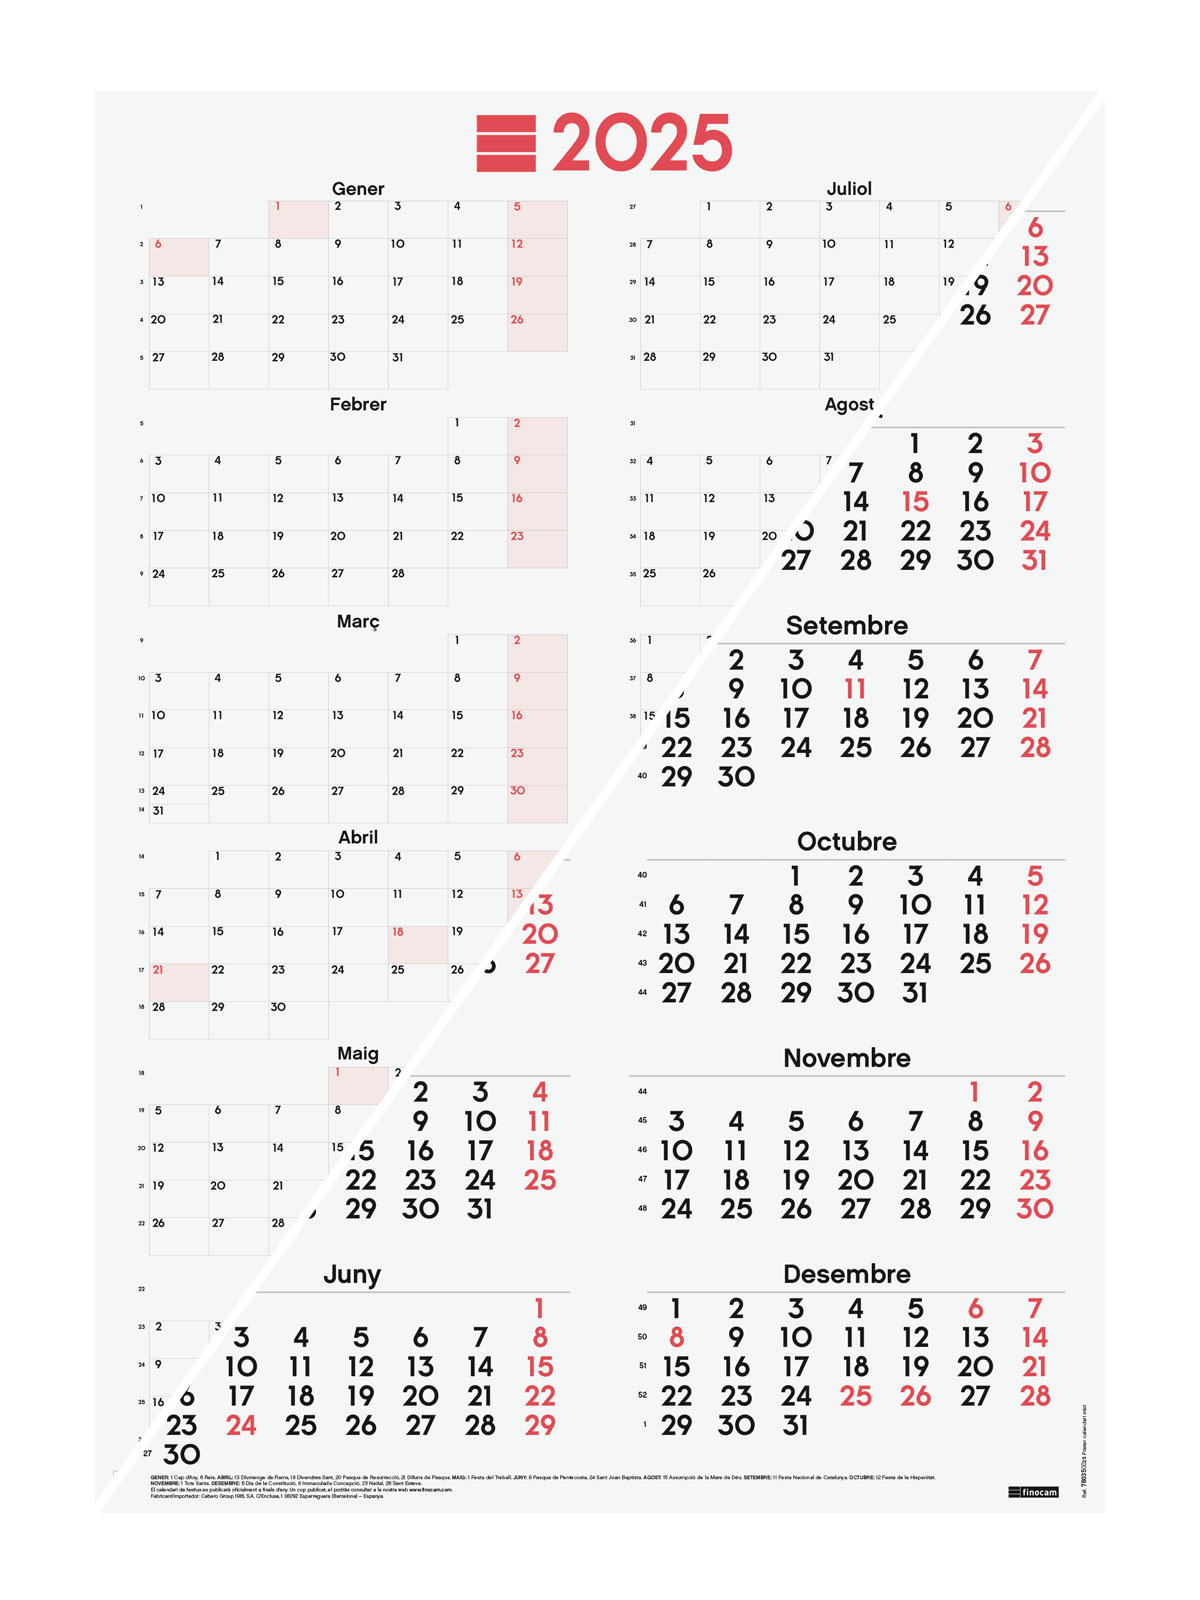 2025
Gener
1 1 2 3 4 5
2 6 7 8 9 10 11 12
3 13 14 15 16 17 18 19
4 20 21 22 23 24 25 26
5 27 28 29 30 31
Febrer
5 1 2
6 3 4 5 6 7 8 9
7 10 11 12 13 14 15 16
8 17 18 19 20 21 22 23
9 24 25 26 27 28
Març
9 1 2
10 3 4 5 6 7 8 9
11 10 11 12 13 14 15 16
12 17 18 19 20 21 22 23
13 24 25 26 27 28 29 30
14 31
Abril
14 1 2 3 4 5 6
15 7 8 9 10 11 12 13 13
16 14 15 16 17 18 19 20
17 21 22 23 24 25 26 27
18 28 29 30
Maig
18 1 2 2 3 4
19 5 6 7 8 9 10 11
20 12 13 14 15 15 16 17 18
21 19 20 21 22 23 24 25
22 26 27 28 29 30 31
Juny
22 1
23 2 3 3 4 5 6 7 8
24 9 10 11 12 13 14 15
25 16 6 17 18 19 20 21 22
23 24 25 26 27 28 29
27 30
Juliol
27 1 2 3 4 5 6 6
28 7 8 9 10 11 12 13
29 14 15 16 17 18 19 19 20
30 21 22 23 24 25 26 27
31 28 29 30 31
Agost
31 1 2 3
32 4 5 6 7 7 8 9 10
33 11 12 13 14 15 16 17
34 18 19 20 21 22 23 24
35 25 26 27 28 29 30 31
Setembre
36 1 2 3 4 5 6 7
37 8 9 10 11 12 13 14
38 15 15 16 17 18 19 20 21
22 23 24 25 26 27 28
40 29 30
Octubre
40 1 2 3 4 5
41 6 7 8 9 10 11 12
42 13 14 15 16 17 18 19
43 20 21 22 23 24 25 26
44 27 28 29 30 31
Novembre
44 1 2
45 3 4 5 6 7 8 9
46 10 11 12 13 14 15 16
47 17 18 19 20 21 22 23
48 24 25 26 27 28 29 30
Desembre
49 1 2 3 4 5 6 7
50 8 9 10 11 12 13 14
51 15 16 17 18 19 20 21
52 22 23 24 25 26 27 28
1 29 30 31
GENER: 1 Cap d'Any, 6 Reis. ABRIL: 13 Diumenge de Rams, 18 Divendres Sant, 20 Pasqua de Resurrecció, 21 Dilluns de Pasqua. MAIG: 1 Festa del Treball. JUNY: 8 Pasqua de Pentecosta, 24 Sant Joan Baptista. AGOST: 15 Assumpció de la Mare de Déu. SETEMBRE: 11 Festa Nacional de Catalunya. OCTUBRE: 12 Festa de la Hispanitat.
NOVEMBRE: 1 Tots Sants. DESEMBRE: 6 Dia de la Constitució, 8 Immaculada Concepció, 25 Nadal, 26 Sant Esteve.
El calendari de festius es publicarà oficialment a finals d'any. Un cop publicat, el podràs consultar a la nostra web www.finocam.com.
Fabricant/Importador: Cabero Group 1916, S.A. C/Enclusa, 1 08292 Esparreguera (Barcelona) – Espanya.
finocam
Poster calendari mixt